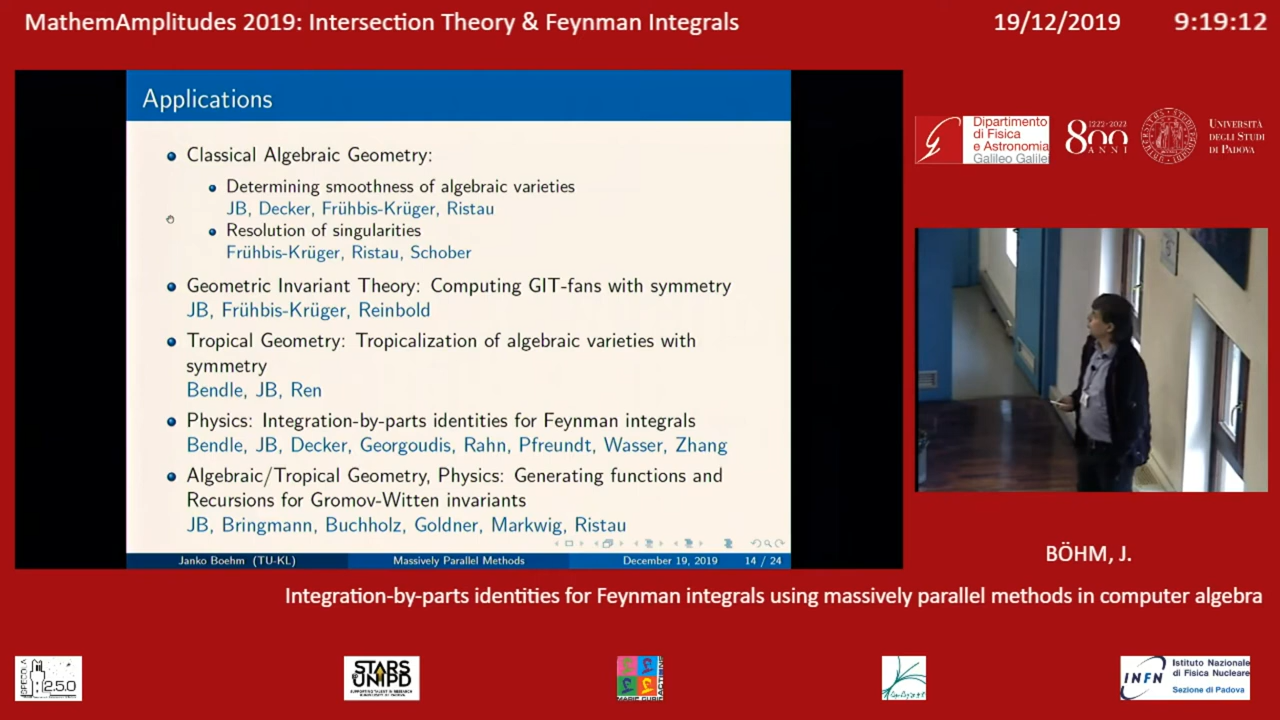 MathemAmplitudes 2019: Intersection Theory & Feynman Integrals
19/12/2019
9:19:12
Applications
Classical Algebraic Geometry:
Determining smoothness of algebraic varieties
JB, Decker, Frühbis-Krüger, Ristau
Resolution of singularities
Frühbis-Krüger, Ristau, Schober
Geometric Invariant Theory: Computing GIT-fans with symmetry
JB, Frühbis-Krüger, Reinbold
Tropical Geometry: Tropicalization of algebraic varieties with
symmetry
Bendle, JB, Ren
Physics: Integration-by-parts identities for Feynman integrals
Bendle, JB, Decker, Georgoudis, Rahn, Pfreundt, Wasser, Zhang
Algebraic/Tropical Geometry, Physics: Generating functions and
Recursions for Gromov-Witten invariants
JB, Bringmann, Buchholz, Goldner, Markwig, Ristau
Janko Boehm (TU-KL)
Massively Parallel Methods
December 19, 2019
14 / 24
Dipartimento
di Fisica
e Astronomia
Galileo Galile
1222-2022
800
ANNI
UNIVERSITÀ
DEGLI STUDI
DI PADOVA
BÖHM, J.
Integration-by-parts identities for Feynman integrals using massively parallel methods in computer algebra
SPECOLA
250
STARS
UNIPD
INFN
Istituto Nazionale
di Fisica Nucleare
Sezione di Padova